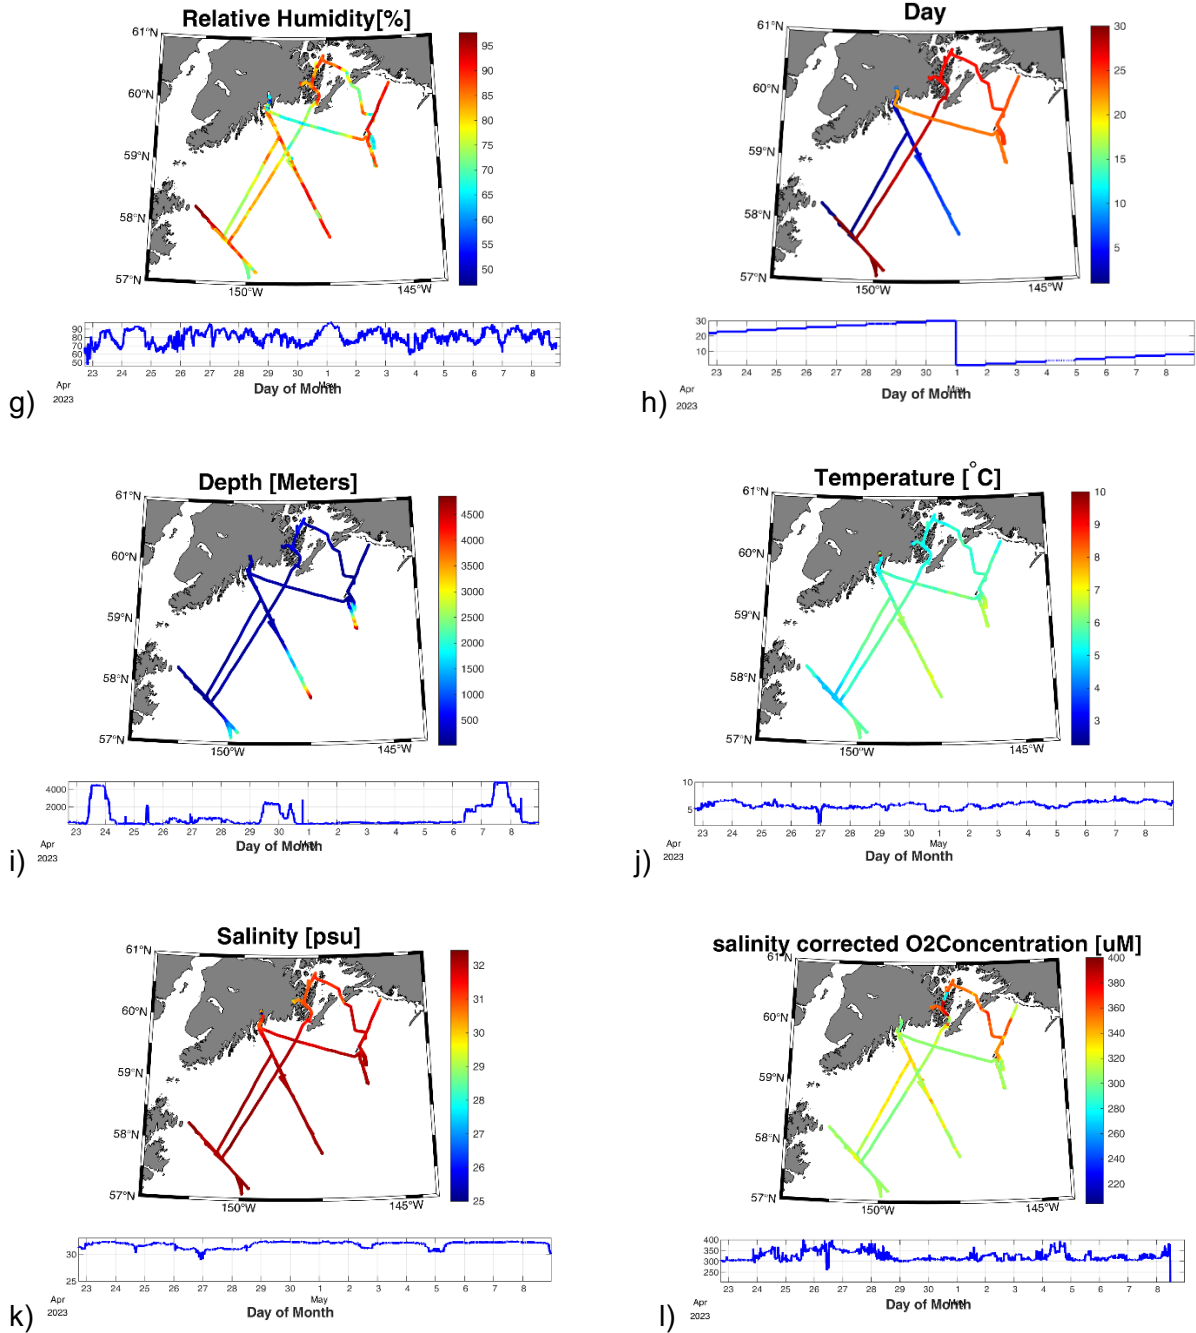 Relative Humidity[%]
61°N
60°N
59°N
58°N
57°N
150°W
145°W
95
90
85
80
75
70
65
60
55
50
90
80
70
60
50
23 24 25 26 27 28 29 30 1 2 3 4 5 6 7 8
Apr
2023
May
Day of Month
g)
Day
61°N
60°N
59°N
58°N
57°N
150°W
145°W
30
25
20
15
10
5
30
20
10
23 24 25 26 27 28 29 30 1 2 3 4 5 6 7 8
Apr
2023
May
Day of Month
h)
Depth [Meters]
61°N
60°N
59°N
58°N
57°N
150°W
145°W
4500
4000
3500
3000
2500
2000
1500
1000
500
4000
2000
23 24 25 26 27 28 29 30 1 2 3 4 5 6 7 8
Apr
2023
May
Day of Month
i)
Temperature [°C]
61°N
60°N
59°N
58°N
57°N
150°W
145°W
10
9
8
7
6
5
4
3
10
5
23 24 25 26 27 28 29 30 1 2 3 4 5 6 7 8
Apr
2023
May
Day of Month
j)
Salinity [psu]
61°N
60°N
59°N
58°N
57°N
150°W
145°W
32
31
30
29
28
27
26
25
30
25
23 24 25 26 27 28 29 30 1 2 3 4 5 6 7 8
Apr
2023
May
Day of Month
k)
salinity corrected O2Concentration [uM]
61°N
60°N
59°N
58°N
57°N
150°W
145°W
400
380
360
340
320
300
280
260
240
220
400
350
300
250
23 24 25 26 27 28 29 30 1 2 3 4 5 6 7 8
Apr
2023
May
Day of Month
l)